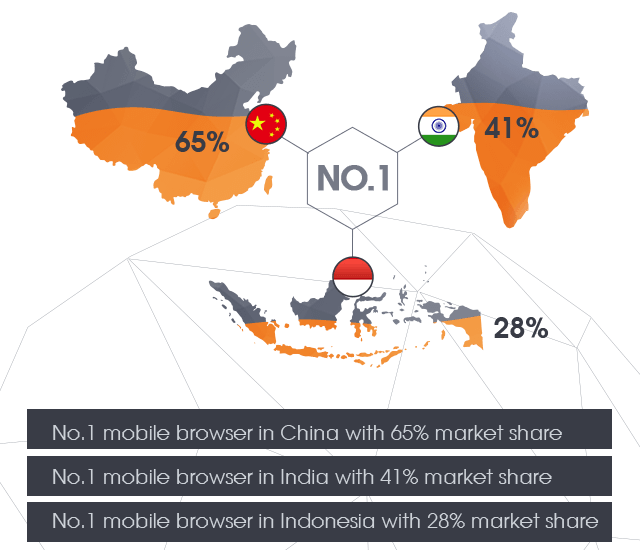 65%
41%
NO.1
28%
No.1 mobile browser in China with 65% market share
No.1 mobile browser in India with 41% market share
No.1 mobile browser in Indonesia with 28% market share